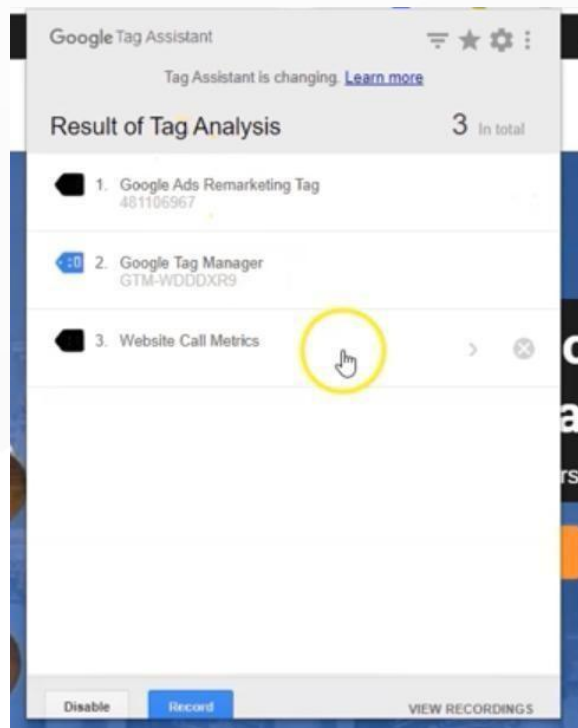 Google Tag Assistant
Tag Assistant is changing. Learn more
Result of Tag Analysis
3 In total
1. Google Ads Remarketing Tag
481106967
2. Google Tag Manager
GTM-WDDDXR9
3. Website Call Metrics
Disable
Record
VIEW RECORDINGS